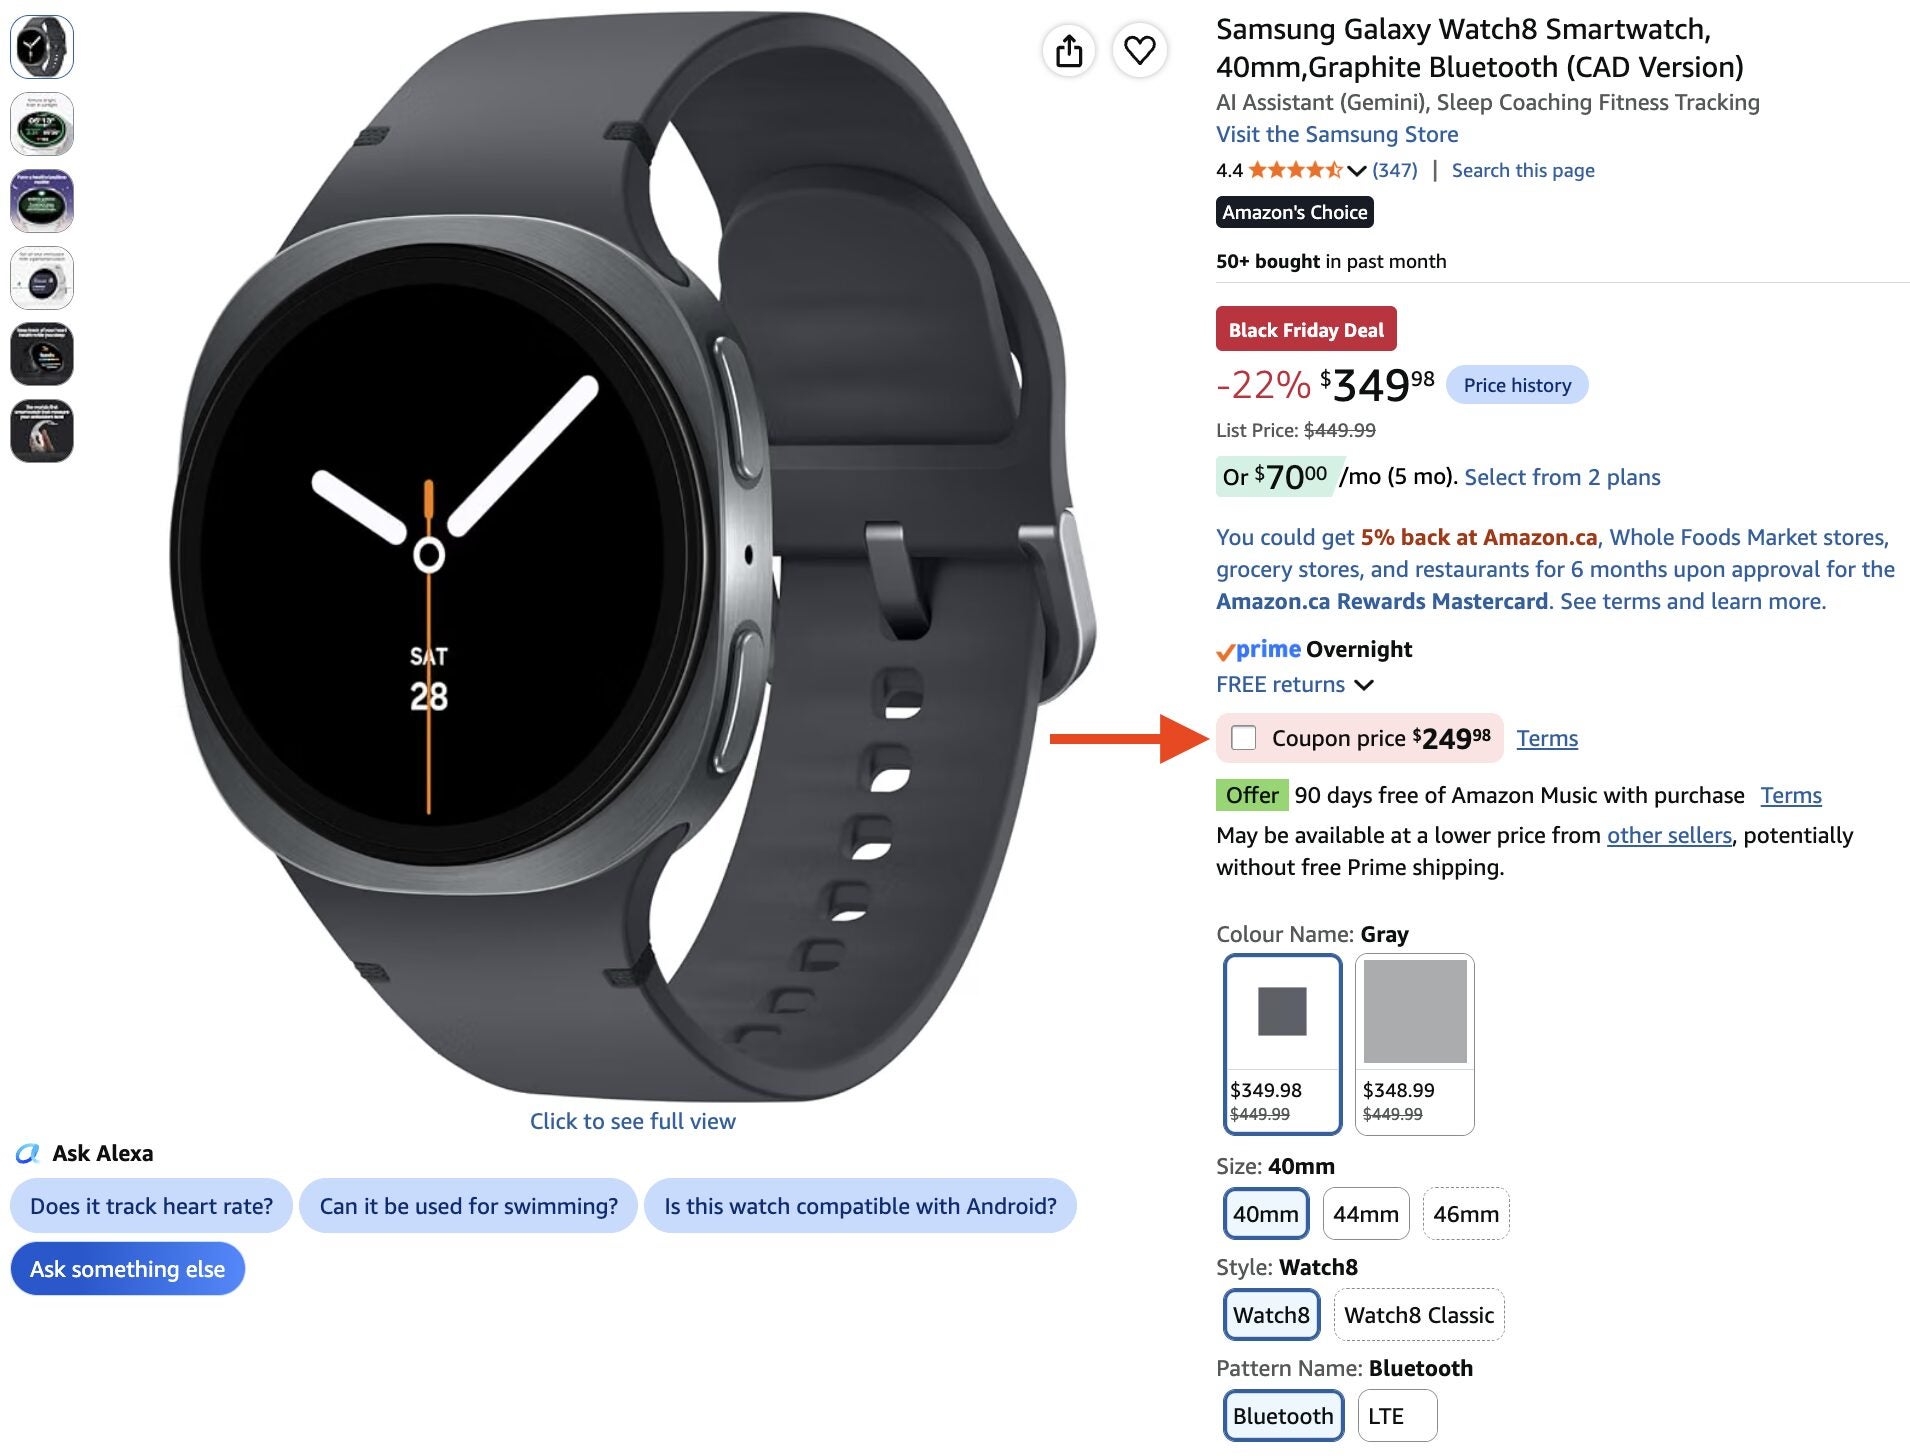 Samsung Galaxy Watch8 Smartwatch,
40mm,Graphite Bluetooth (CAD Version)
AI Assistant (Gemini), Sleep Coaching Fitness Tracking
Visit the Samsung Store
4.4 (347) | Search this page
Amazon's Choice
50+ bought in past month
Black Friday Deal
-22% $349.98 Price history
List Price: $449.99
Or $70.00 /mo (5 mo). Select from 2 plans
You could get 5% back at Amazon.ca, Whole Foods Market stores,
grocery stores, and restaurants for 6 months upon approval for the
Amazon.ca Rewards Mastercard. See terms and learn more.
prime Overnight
FREE returns
Coupon price $249.98 Terms
Offer 90 days free of Amazon Music with purchase Terms
May be available at a lower price from other sellers, potentially
without free Prime shipping.
Colour Name: Gray
$349.98 $348.99
$449.99 $449.99
Size: 40mm
40mm 44mm 46mm
Style: Watch8
Watch8 Watch8 Classic
Pattern Name: Bluetooth
Bluetooth LTE
SAT
28
Click to see full view
Ask Alexa
Does it track heart rate? Can it be used for swimming? Is this watch compatible with Android?
Ask something else